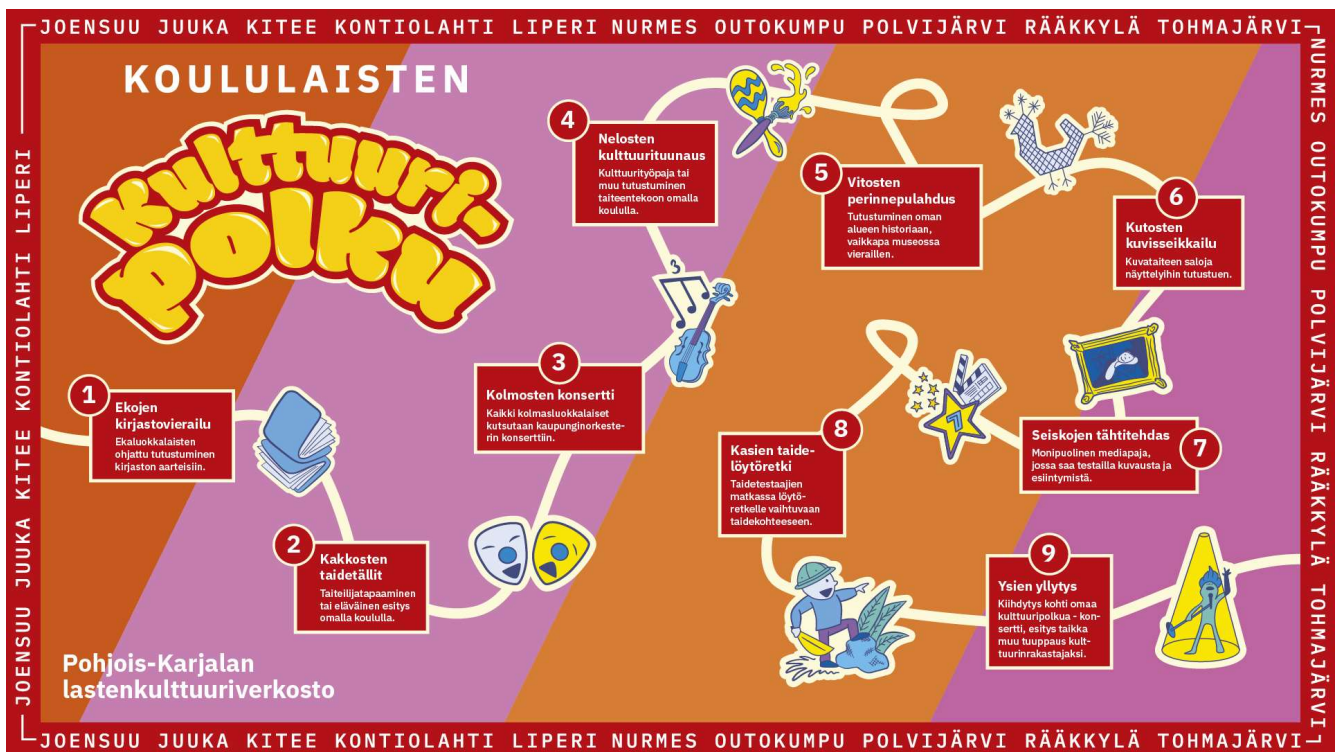 JOENSUU JUUKA KITEE KONTIOLAHTI LIPERI NURMES OUTOKUMPU POLVIJÄRVI RÄÄKKYLÄ TOHMAJÄRVI
KOULULAISTEN
Kulttuuri-
polku
1
Ekojen
kirjastovierailu
Ekaluokkalaisten
ohjattu tutustuminen
kirjaston aarteisiin.
2
Kakkosten
taidetällit
Taiteilijatapaaminen
tai eläväinen esitys
omalla koululla.
3
Kolmosten konsertti
Kaikki kolmasluokkalaiset
kutsutaan kaupunginorkeste-
rin konserttiin.
3
4
Nelosten
kulttuurituunaus
Kulttuurityöpaja tai
muu tutustuminen
taiteentekoon omalla
koululla.
5
Vitosten
perinnepulahdus
Tutustuminen oman
alueen historiaan,
vaikkapa museossa
vieraillen.
6
Kutosten
kuvisseikkailu
Kuvataiteen saloja
näyttelyihin tutustuen.
7
Seiskojen tähtitehdas
Monipuolinen mediapaja,
jossa saa testailla kuvausta ja
esiintymistä.
7
8
Kasien taide-
löytöretki
Taidetestaajien
matkassa löytö-
retkelle vaihtuvaan
taidekohteeseen.
9
Ysien yllytys
Kiihdytys kohti omaa
kulttuuripolkua - kon-
sertti, esitys taikka
muu tuuppaus kult-
tuurinrakastajaksi.
Pohjois-Karjalan
lastenkulttuuriverkosto
JOENSUU JUUKA KITEE KONTIOLAHTI LIPERI
NURMES OUTOKUMPU POLVIJÄRVI RÄÄKKYLÄ TOHMAJÄRVI
JOENSUU JUUKA KITEE KONTIOLAHTI LIPERI NURMES OUTOKUMPU POLVIJÄRVI RÄÄKKYLÄ TOHMAJÄRVI